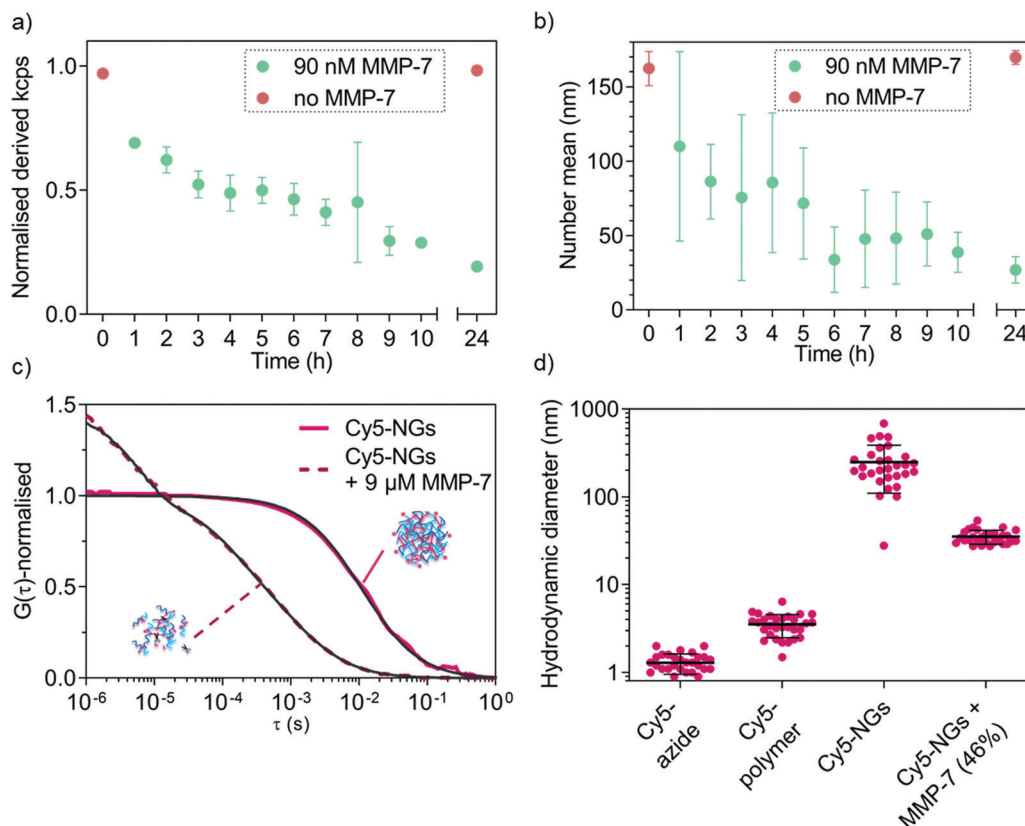 a)
Normalised derived kcps
1.0
0.5
0.0
90 nM MMP-7
no MMP-7
0 1 2 3 4 5 6 7 8 9 10 24
Time (h)
b)
Number mean (nm)
150
100
50
0
90 nM MMP-7
no MMP-7
0 1 2 3 4 5 6 7 8 9 10 24
Time (h)
c)
G(τ)-normalised
1.5
1.0
0.5
0.0
Cy5-NGs
Cy5-NGs
+ 9 μM MMP-7
10⁻⁶ 10⁻⁵ 10⁻⁴ 10⁻³ 10⁻² 10⁻¹ 10⁰
τ (s)
d)
Hydrodynamic diameter (nm)
1000
100
10
1
Cy5-
azide
Cy5-
polymer
Cy5-NGs
Cy5-NGs +
MMP-7 (46%)